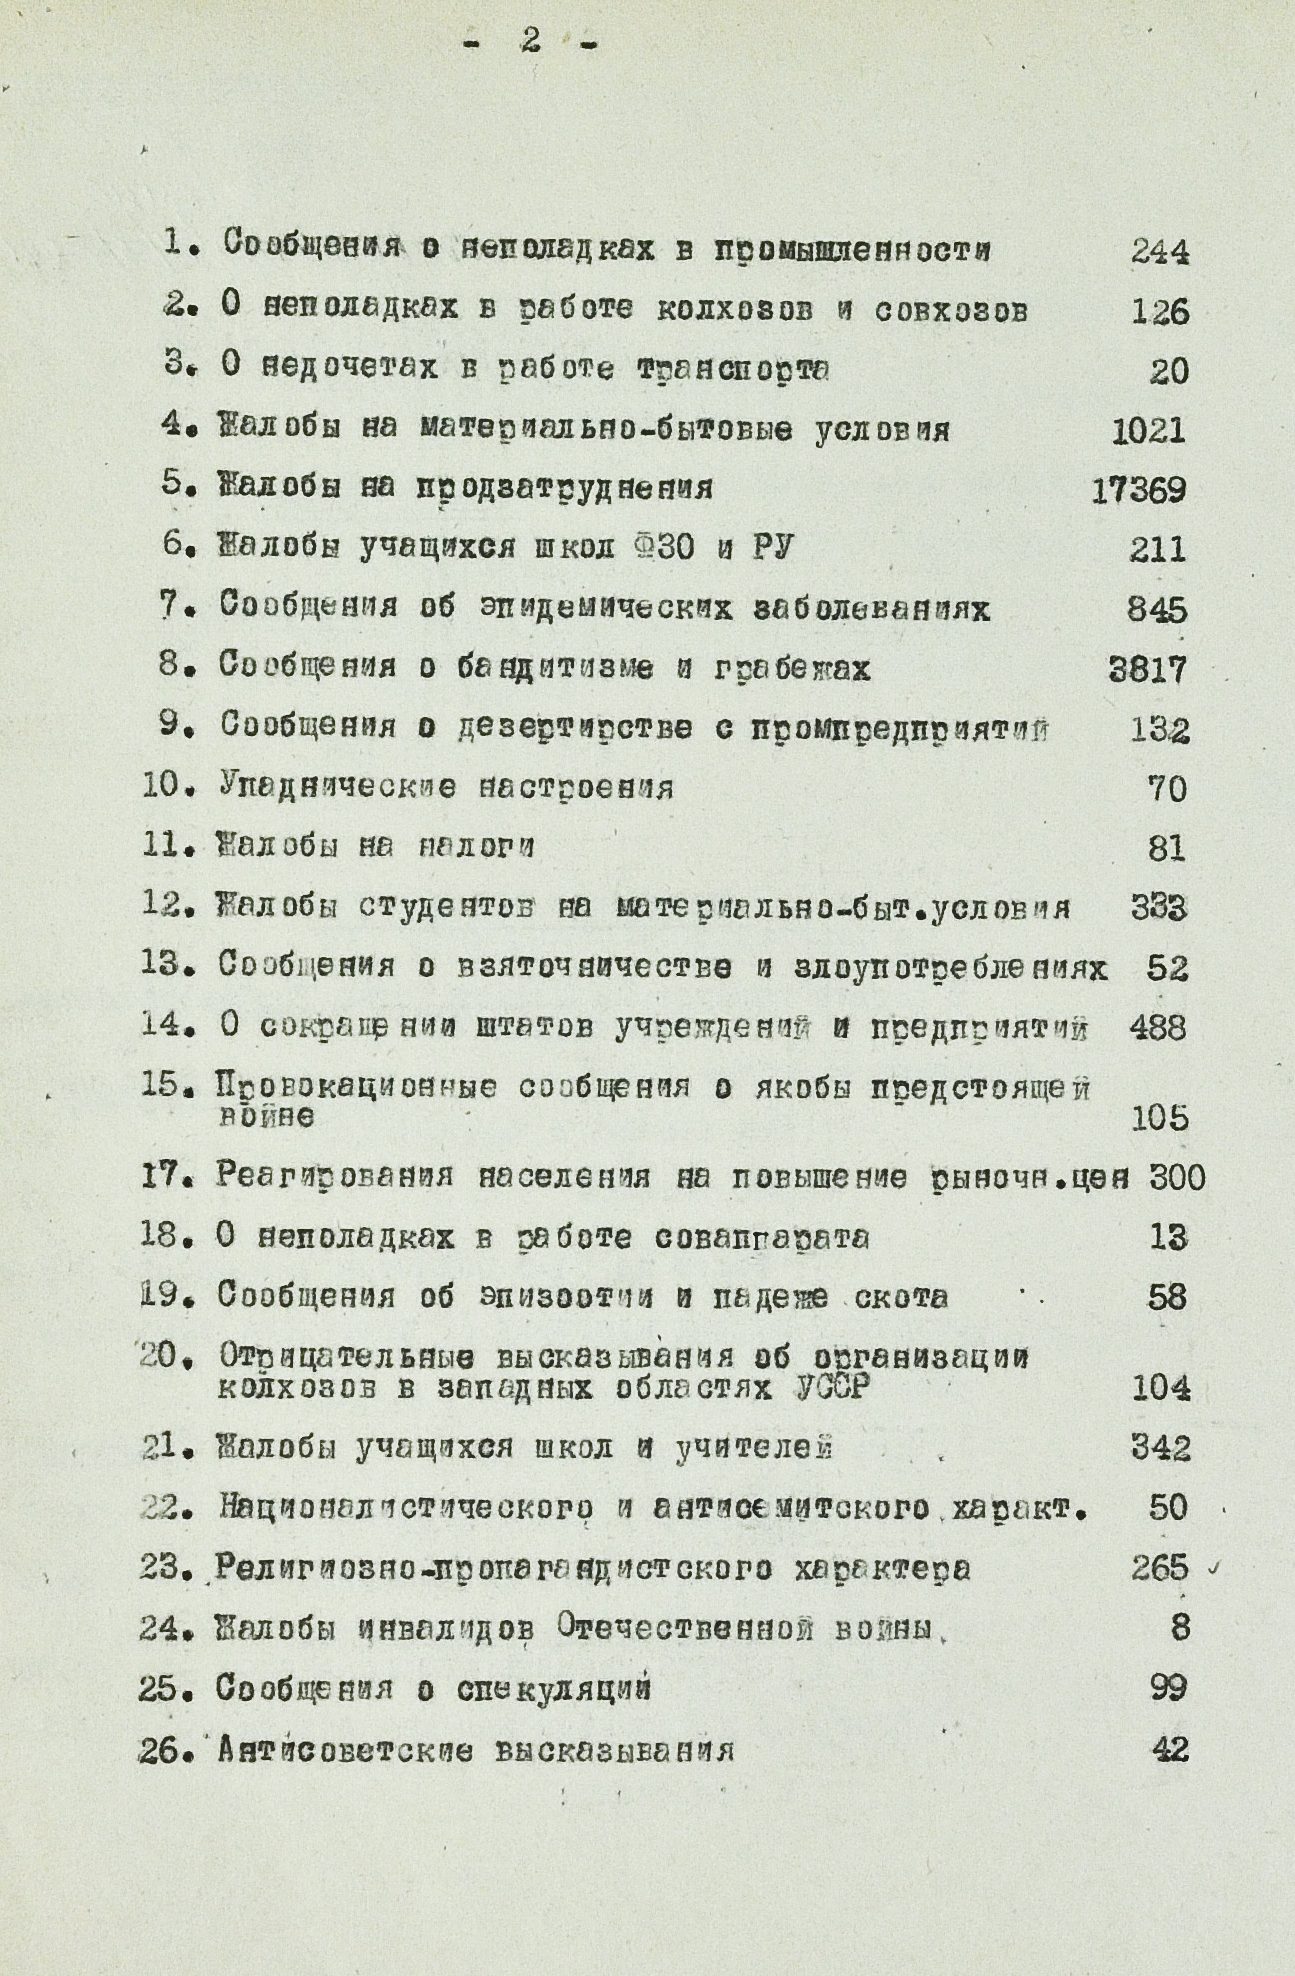 - 2 -
1. Сообщения о неполадках в промышленности 244
2. О неполадках в работе колхозов и совхозов 126
3. О недочетах в работе транспорта 20
4. Жалобы на материально-бытовые условия 1021
5. Жалобы на продзатруднения 17369
6. Жалобы учащихся школ ФЗО и РУ 211
7. Сообщения об эпидемических заболеваниях 845
8. Сообщения о бандитизме и грабежах 3817
9. Сообщения о дезертирстве с промпредприятий 132
10. Упаднические настроения 70
11. Жалобы на налоги 81
12. Жалобы студентов на материально-быт.условия 333
13. Сообщения о взяточничестве и злоупотреблениях 52
14. О сокращении штатов учреждений и предприятий 488
15. Провокационные сообщения о якобы предстоящей
войне 105
17. Реагирования населения на повышение рыночн.цен 300
18. О неполадках в работе соваппарата 13
19. Сообщения об эпизоотии и падеже скота 58
20. Отрицательные высказывания об организации
колхозов в западных областях УССР 104
21. Жалобы учащихся школ и учителей 342
22. Националистического и антисемитского характ. 50
23. Религиозно-пропагандистского характера 265
24. Жалобы инвалидов Отечественной войны 8
25. Сообщения о спекуляции 99
26. Антисоветские высказывания 42